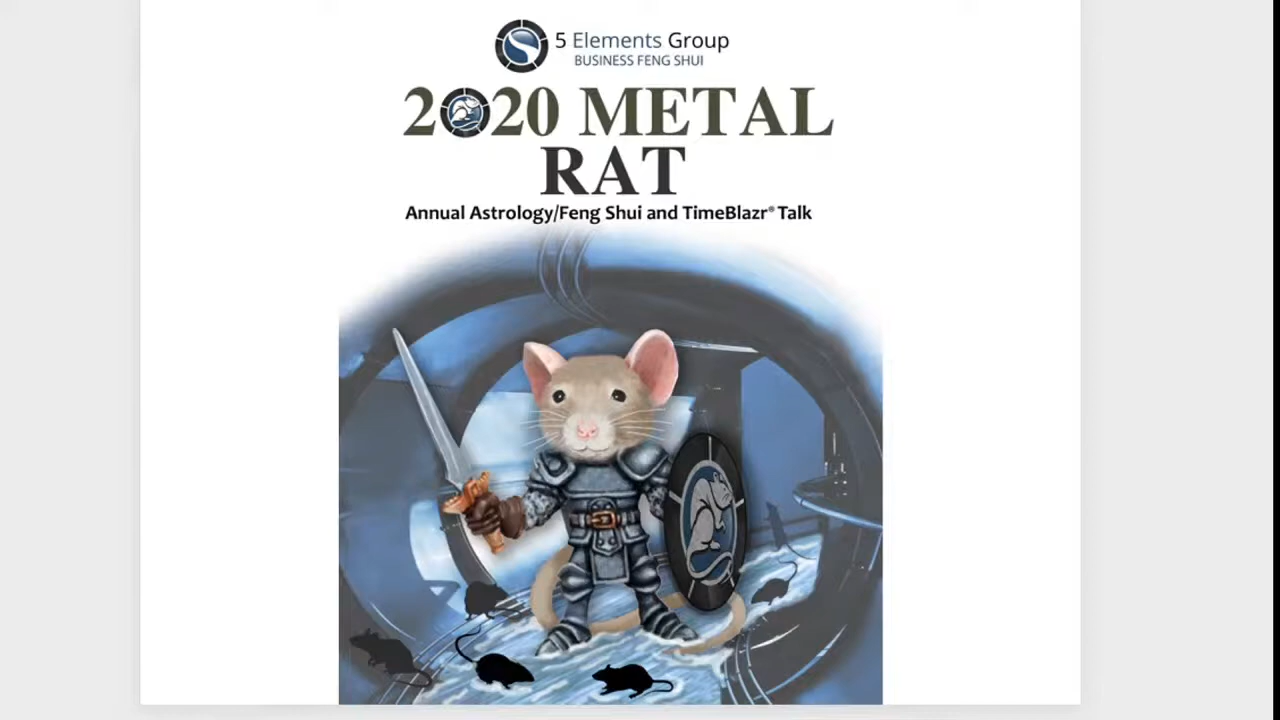 5 Elements Group
BUSINESS FENG SHUI
2020 METAL
RAT
Annual Astrology/Feng Shui and TimeBlazr® Talk